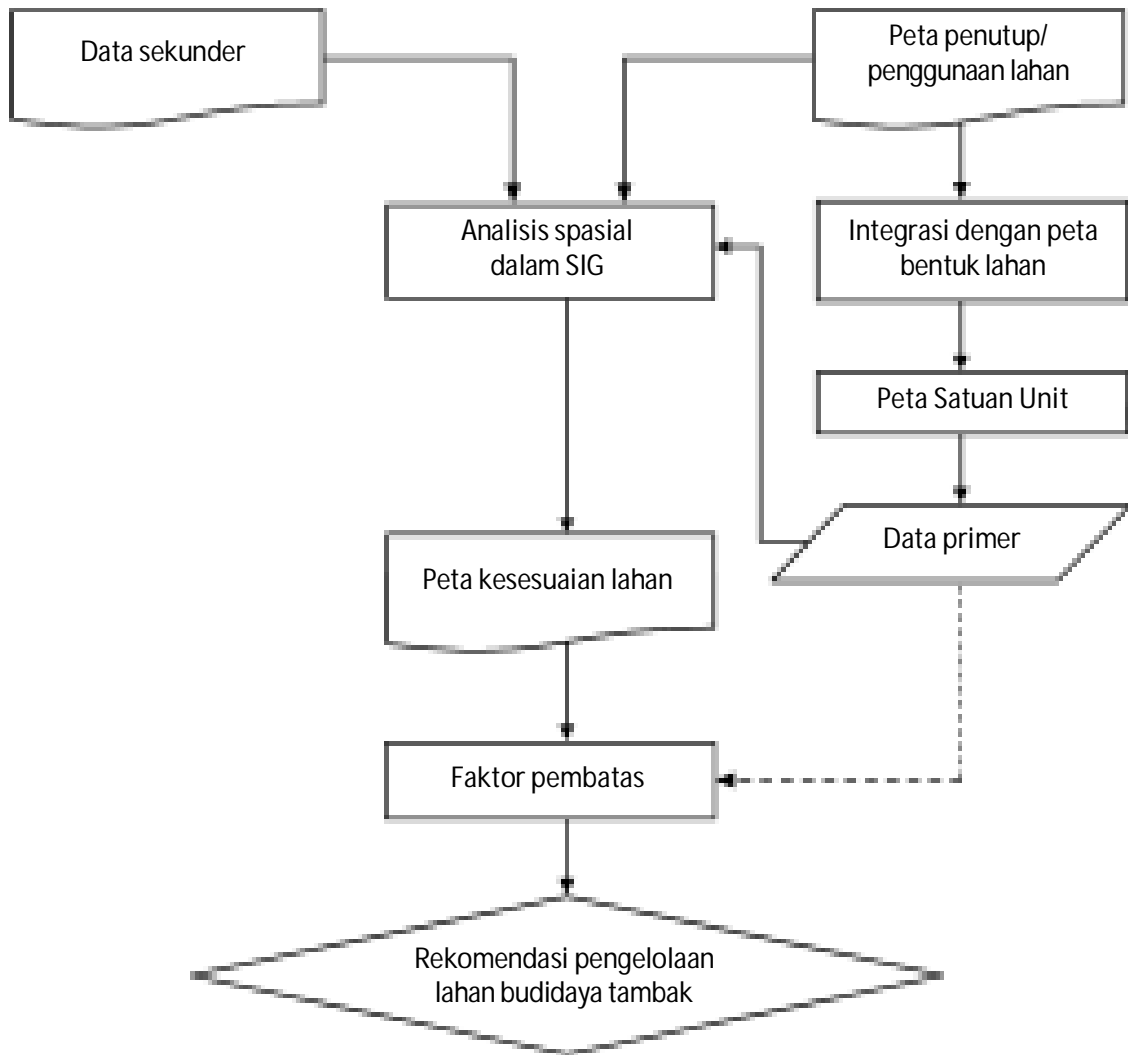 Data sekunder
Peta penutup/
penggunaan lahan
Analisis spasial
dalam SIG
Integrasi dengan peta
bentuk lahan
Peta Satuan Unit
Data primer
Peta kesesuaian lahan
Faktor pembatas
Rekomendasi pengelolaan
lahan budidaya tambak